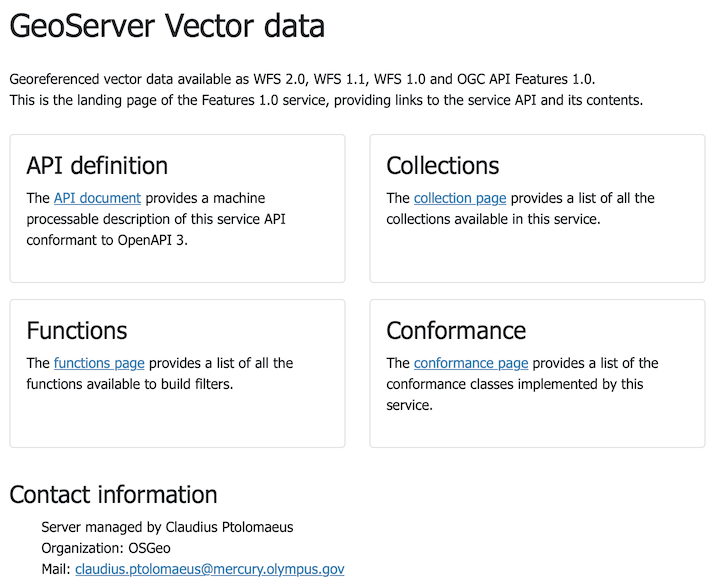 GeoServer Vector data
Georeferenced vector data available as WFS 2.0, WFS 1.1, WFS 1.0 and OGC API Features 1.0.
This is the landing page of the Features 1.0 service, providing links to the service API and its contents.
API definition
The API document provides a machine
processable description of this service API
conformant to OpenAPI 3.
Collections
The collection page provides a list of all the
collections available in this service.
Functions
The functions page provides a list of all the
functions available to build filters.
Conformance
The conformance page provides a list of the
conformance classes implemented by this
service.
Contact information
Server managed by Claudius Ptolomaeus
Organization: OSGeo
Mail: claudius.ptolomaeus@mercury.olympus.gov